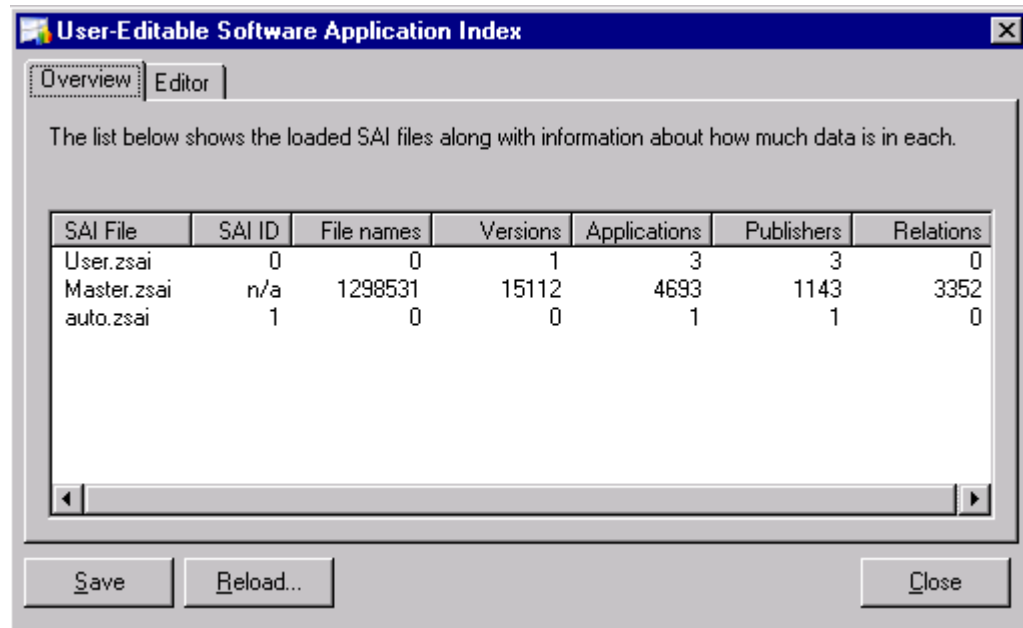 User-Editable Software Application Index
Overview Editor
The list below shows the loaded SAI files along with information about how much data is in each.
SAI File SAI ID File names Versions Applications Publishers Relations
User.zsai 0 0 1 3 3 0
Master.zsai n/a 1298531 15112 4693 1143 3352
auto.zsai 1 0 0 1 1 0
Save Reload... Close